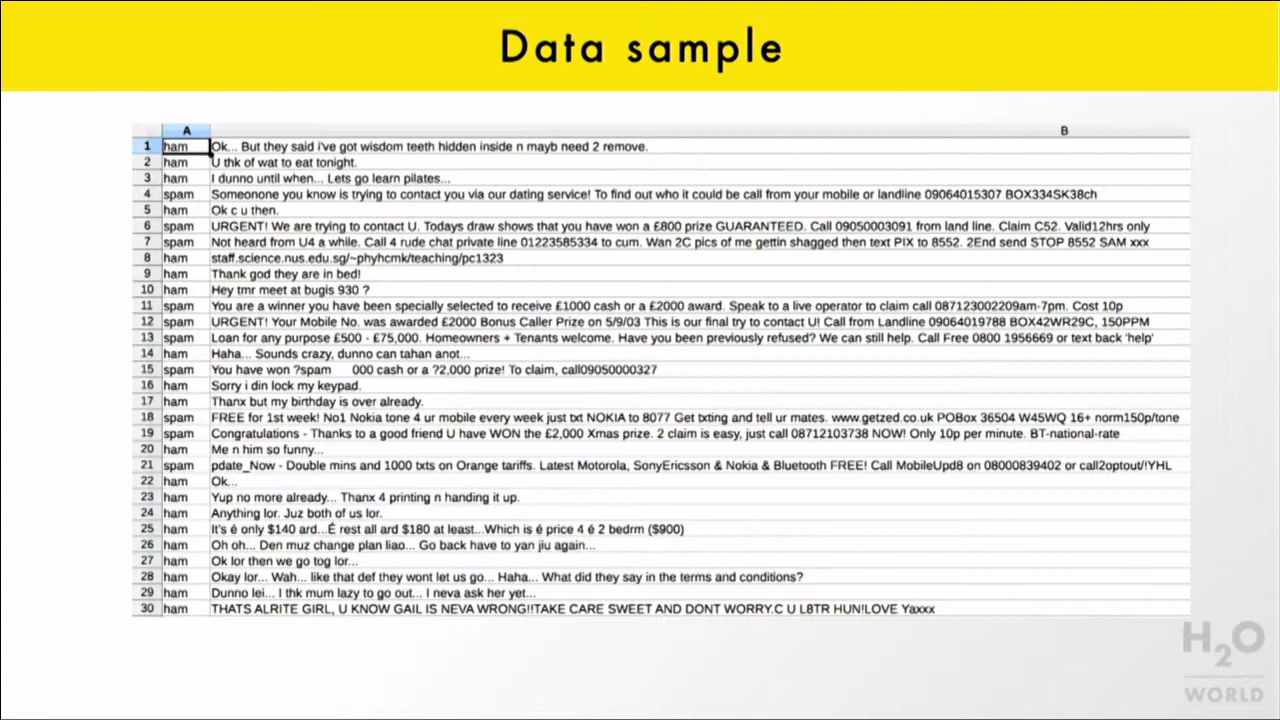 Data sample
A B
1 ham Ok... But they said i've got wisdom teeth hidden inside n mayb need 2 remove.
2 ham U thk of wat to eat tonight.
3 ham I dunno until when... Lets go learn pilates...
4 spam Someonone you know is trying to contact you via our dating service! To find out who it could be call from your mobile or landline 09064015307 BOX334SK38ch
5 ham Ok c u then.
6 spam URGENT! We are trying to contact U. Todays draw shows that you have won a £800 prize GUARANTEED. Call 09050003091 from land line. Claim C52. Valid12hrs only
7 spam Not heard from U4 a while. Call 4 rude chat private line 01223585334 to cum. Wan 2C pics of me gettin shagged then text PIX to 8552. 2End send STOP 8552 SAM xxx
8 ham staff.science.nus.edu.sg/~phyhcmk/teaching/pc1323
9 ham Thank god they are in bed!
10 ham Hey tmr meet at bugis 930 ?
11 spam You are a winner you have been specially selected to receive £1000 cash or a £2000 award. Speak to a live operator to claim call 087123002209am-7pm. Cost 10p
12 spam URGENT! Your Mobile No. was awarded £2000 Bonus Caller Prize on 5/9/03 This is our final try to contact U! Call from Landline 09064019788 BOX42WR29C, 150PPM
13 spam Loan for any purpose £500 - £75,000. Homeowners + Tenants welcome. Have you been previously refused? We can still help. Call Free 0800 1956669 or text back 'help'
14 ham Haha... Sounds crazy, dunno can tahan anot...
15 spam You have won ?spam 000 cash or a ?2,000 prize! To claim, call09050000327
16 ham Sorry i din lock my keypad.
17 ham Thanx but my birthday is over already.
18 spam FREE for 1st week! No1 Nokia tone 4 ur mobile every week just txt NOKIA to 8077 Get txting and tell ur mates. www.getzed.co.uk POBox 36504 W45WQ 16+ norm150p/tone
19 spam Congratulations - Thanks to a good friend U have WON the £2,000 Xmas prize. 2 claim is easy, just call 08712103738 NOW! Only 10p per minute. BT-national-rate
20 ham Me n him so funny...
21 spam pdate_Now - Double mins and 1000 txts on Orange tariffs. Latest Motorola, SonyEricsson & Nokia & Bluetooth FREE! Call MobileUpd8 on 08000839402 or call2optout/!YHL
22 ham Ok...
23 ham Yup no more already... Thanx 4 printing n handing it up.
24 ham Anything lor. Juz both of us lor.
25 ham It's é only $140 ard...É rest all ard $180 at least...Which is é price 4 é 2 bedrm ($900)
26 ham Oh oh... Den muz change plan liao... Go back have to yan jiu again...
27 ham Ok lor then we go tog lor...
28 ham Okay lor... Wah... like that def they wont let us go... Haha... What did they say in the terms and conditions?
29 ham Dunno lei... I thk mum lazy to go out... I neva ask her yet...
30 ham THATS ALRITE GIRL, U KNOW GAIL IS NEVA WRONG!!TAKE CARE SWEET AND DONT WORRY.C U L8TR HUN!LOVE Yaxxx
H2O
WORLD